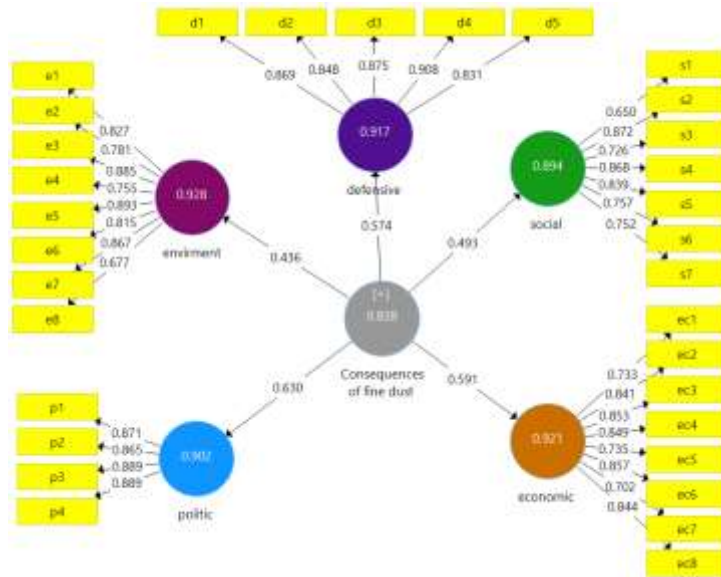 d1
d2
d3
d4
d5
0.869
0.848
0.875
0.908
0.831
0.917
defensive
0.574
e1
e2
e3
e4
e5
e6
e7
e8
0.827
0.781
0.885
0.755
0.893
0.815
0.867
0.677
0.928
envirment
0.436
s1
s2
s3
s4
s5
s6
s7
0.650
0.872
0.726
0.868
0.839
0.757
0.752
0.894
social
0.493
[+]
Consequences
of fine dust
0.630
0.591
p1
p2
p3
p4
0.871
0.865
0.889
0.889
0.902
politic
ec1
ec2
ec3
ec4
ec5
ec6
ec7
ec8
0.733
0.841
0.853
0.849
0.735
0.857
0.702
0.844
0.921
economic